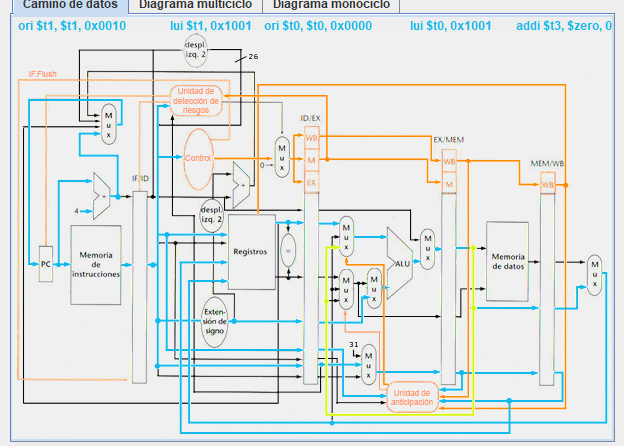 Camino de datos
Diagrama multiciclo
Diagrama monociclo
ori $t1, $t1, 0x0010
lui $t1, 0x1001
ori $t0, $t0, 0x0000
lui $t0, 0x1001
addi $t3, $zero, 0
despl.
izq. 2
26
IF.Flush
Unidad de
detección de
riesgos
M
u
x
ID/EX
WB
EX/MEM
M
u
x
Control
0
M
WB
MEM/WB
IF/ID
EX
M
WB
+
+
4
despl.
izq. 2
PC
Memoria
de
instrucciones
Registros
=
M
u
x
ALU
M
u
x
Memoria
de datos
M
u
x
M
u
x
M
u
x
Exten-
sión de
signo
31
M
u
x
Unidad de
anticipación